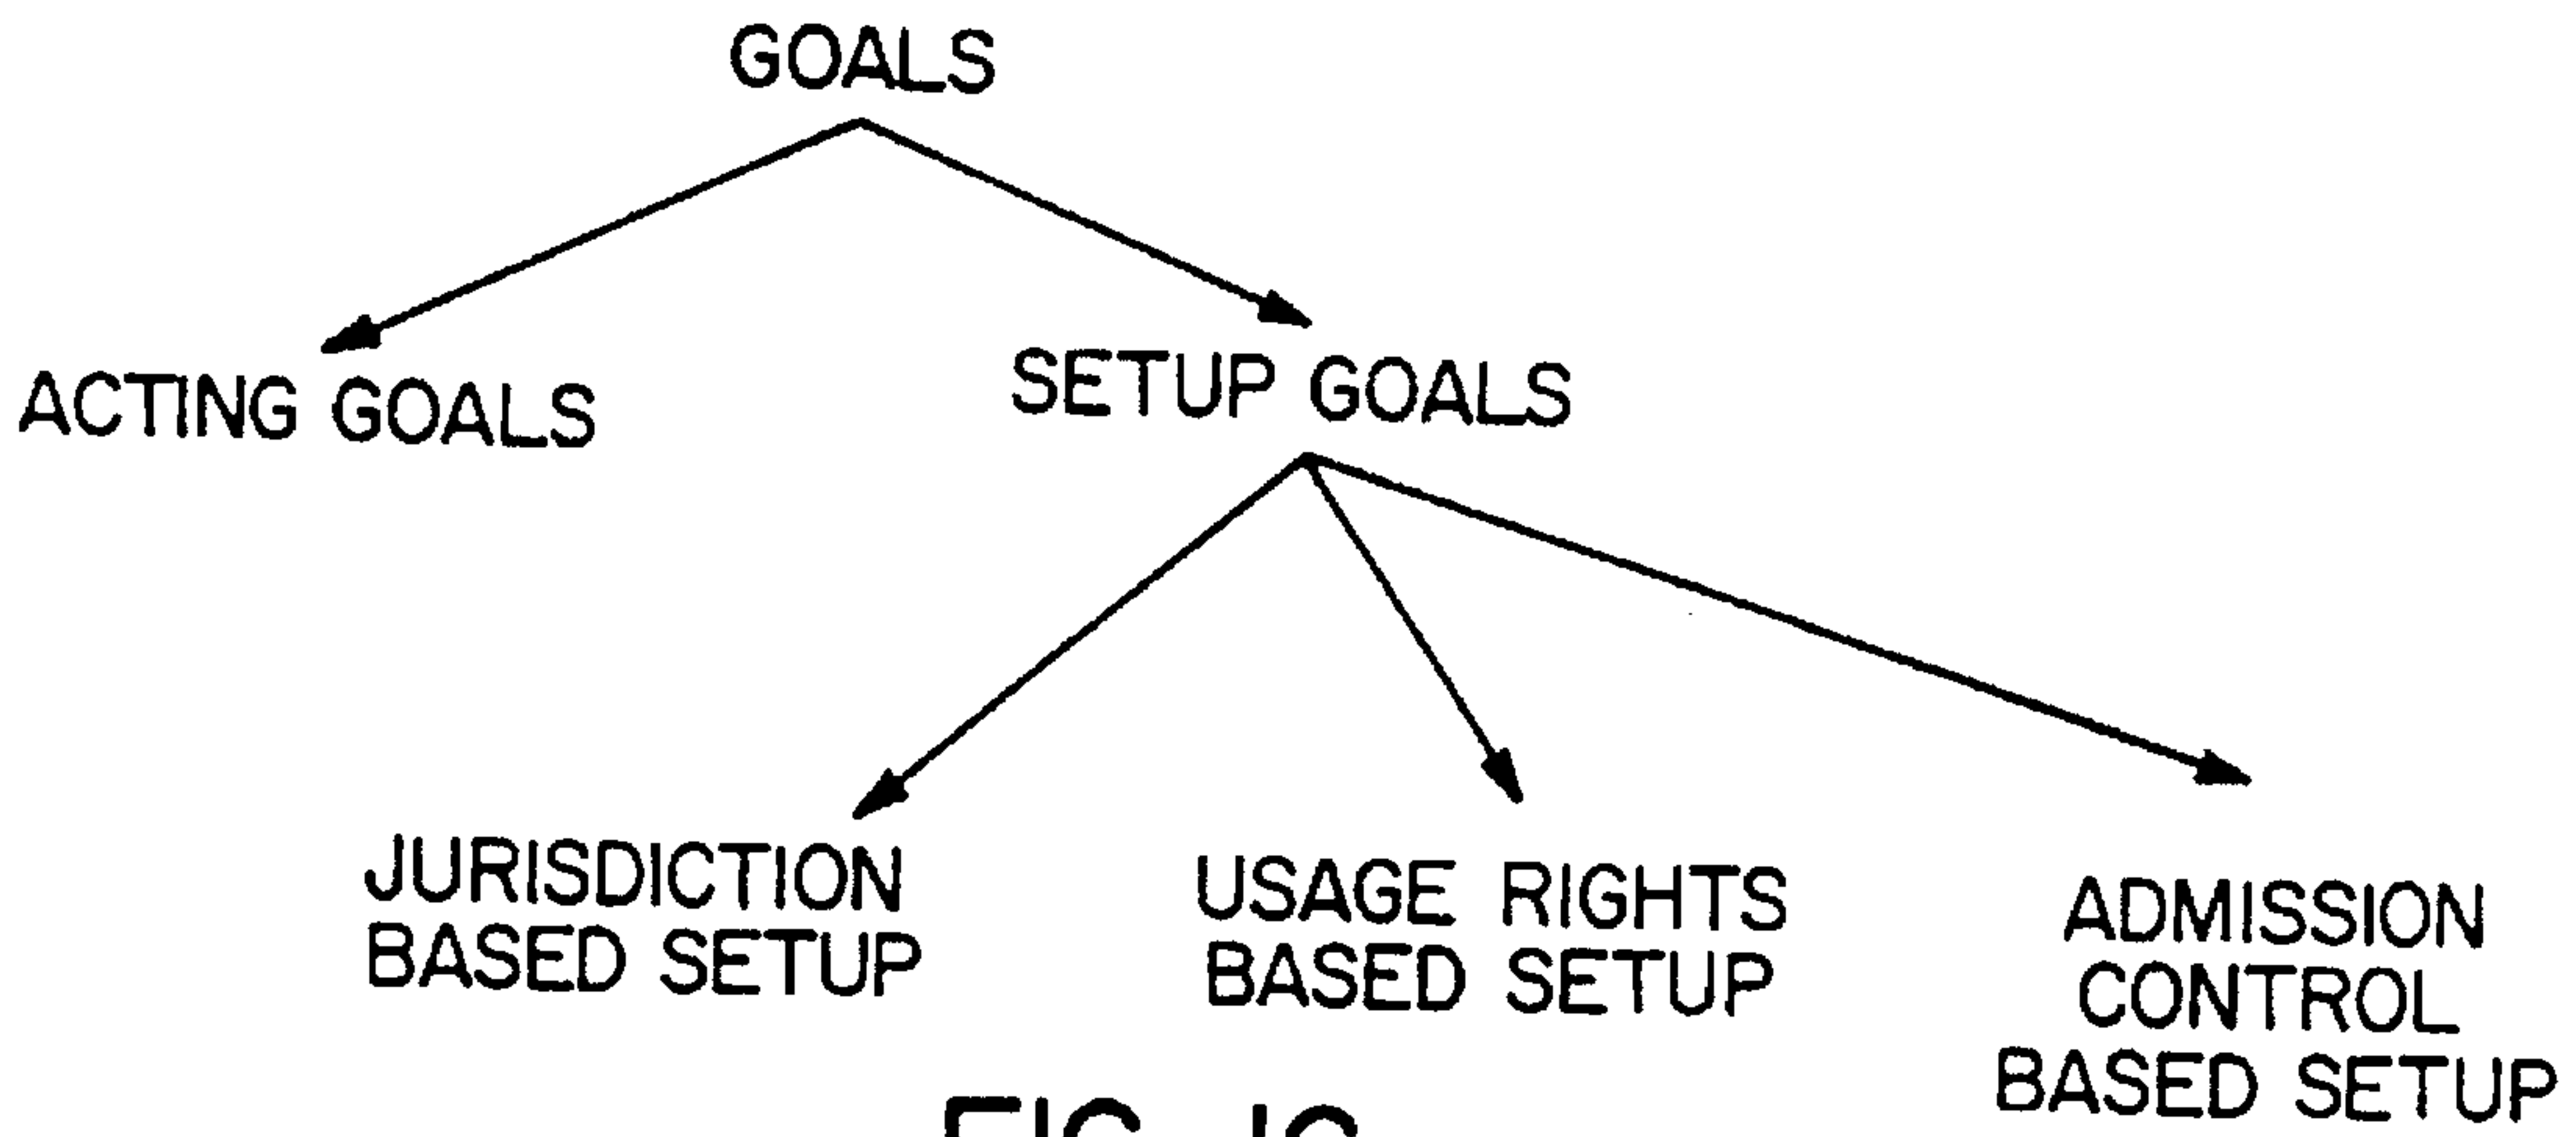 GOALS
ACTING GOALS
SETUP GOALS
JURISDICTION
BASED SETUP
USAGE RIGHTS
BASED SETUP
ADMISSION
CONTROL
BASED SETUP